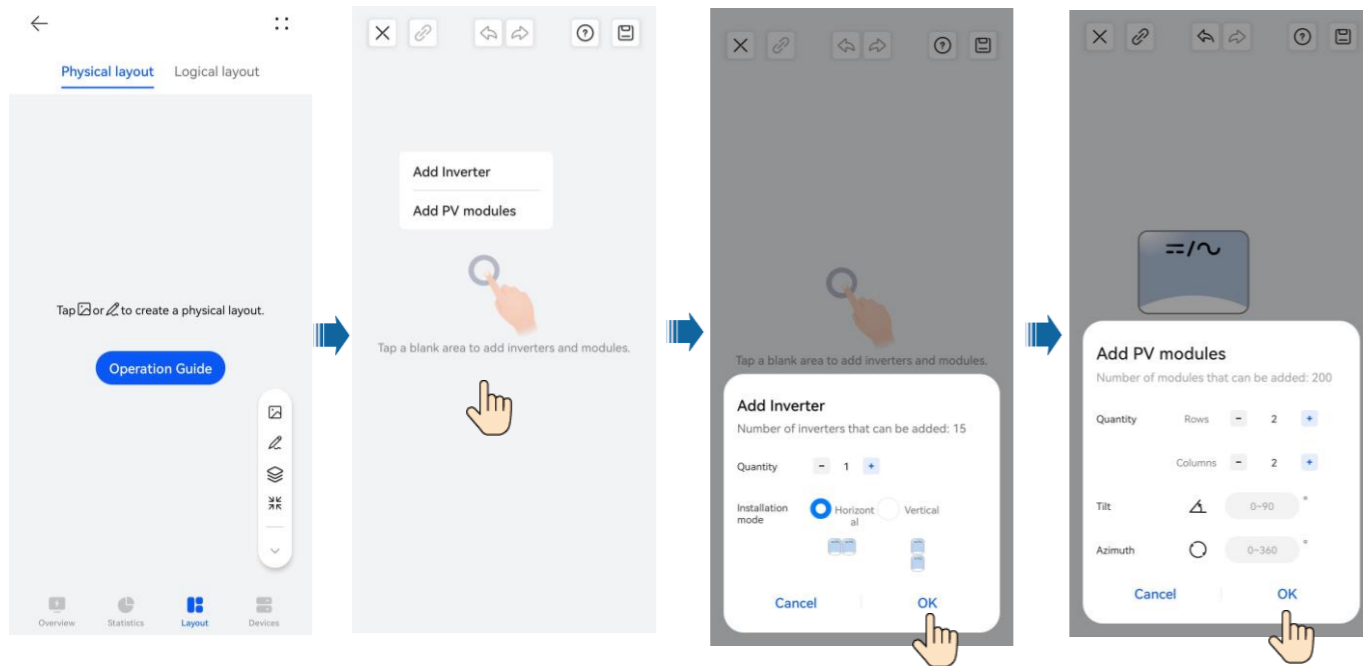 Physical layout Logical layout
Tap or to create a physical layout.
Operation Guide
Overview Statistics Layout Devices
Add Inverter
Add PV modules
Tap a blank area to add inverters and modules.
Tap a blank area to add inverters and modules.
Add Inverter
Number of inverters that can be added: 15
Quantity - 1 +
Installation
mode
Horizont
al
Vertical
Cancel OK
=/~
Add PV modules
Number of modules that can be added: 200
Quantity Rows - 2 +
Columns - 2 +
Tilt 0~90 °
Azimuth 0~360 °
Cancel OK